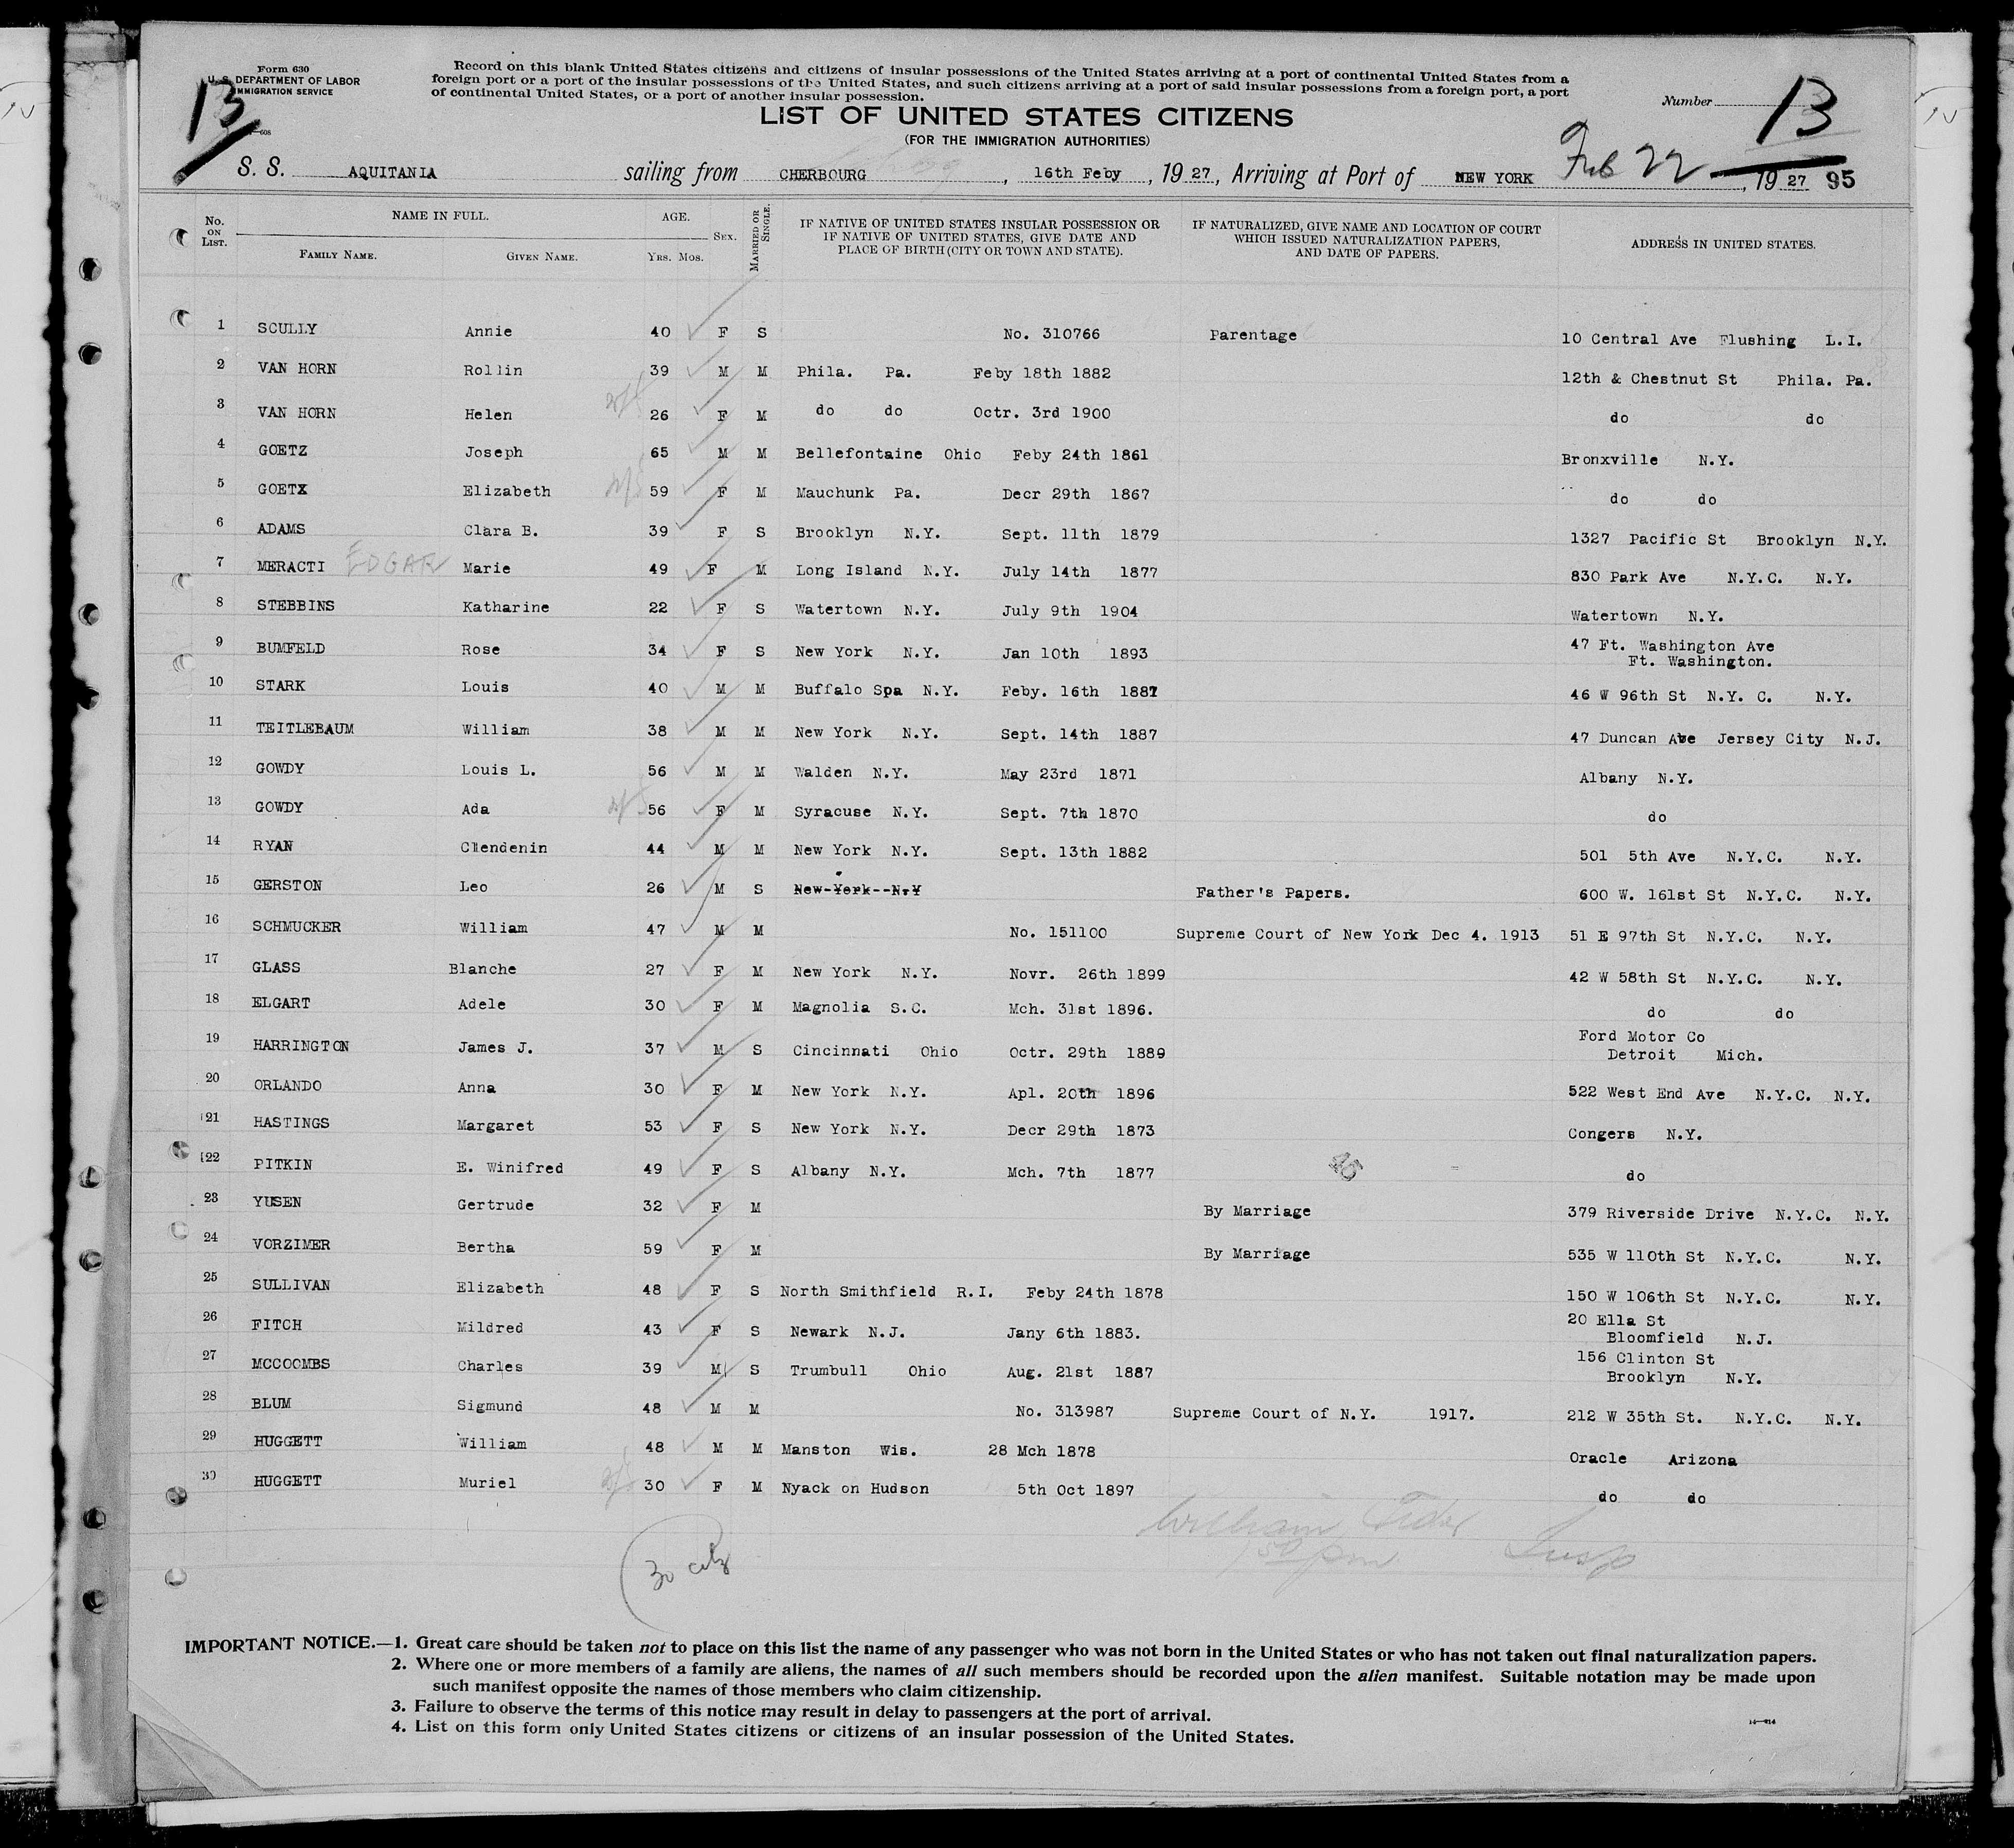 Form 630
U. S. DEPARTMENT OF LABOR
IMMIGRATION SERVICE
Record on this blank United States citizens and citizens of insular possessions of the United States arriving at a port of continental United States from a
foreign port or a port of the insular possessions of the United States, and such citizens arriving at a port of said insular possessions from a foreign port, a port
of continental United States, or a port of another insular possession.
13
Number 13
LIST OF UNITED STATES CITIZENS
(FOR THE IMMIGRATION AUTHORITIES)
S. S. AQUITANIA sailing from CHERBOURG, 16th Feby, 1927, Arriving at Port of NEW YORK Feb 22, 1927 95
No. ON LIST. NAME IN FULL. FAMILY NAME. GIVEN NAME. AGE. YRS. MOS. SEX. MARRIED OR SINGLE. IF NATIVE OF UNITED STATES INSULAR POSSESSION OR IF NATIVE OF UNITED STATES, GIVE DATE AND PLACE OF BIRTH (CITY OR TOWN AND STATE). IF NATURALIZED, GIVE NAME AND LOCATION OF COURT WHICH ISSUED NATURALIZATION PAPERS, AND DATE OF PAPERS. ADDRESS IN UNITED STATES.
1 SCULLY Annie 40 F S No. 310766 Parentage 10 Central Ave Flushing L.I.
2 VAN HORN Rollin 39 M M Phila. Pa. Feby 18th 1882 12th & Chestnut St Phila. Pa.
3 VAN HORN Helen 26 F M do do Octr. 3rd 1900 do do
4 GOETZ Joseph 65 M M Bellefontaine Ohio Feby 24th 1861 Bronxville N.Y.
5 GOETX Elizabeth 59 F M Mauchunk Pa. Decr 29th 1867 do do
6 ADAMS Clara B. 39 F S Brooklyn N.Y. Sept. 11th 1879 1327 Pacific St Brooklyn N.Y.
7 MERACTI EDGAR Marie 49 F M Long Island N.Y. July 14th 1877 830 Park Ave N.Y.C. N.Y.
8 STEBBINS Katharine 22 F S Watertown N.Y. July 9th 1904 Watertown N.Y.
9 BUMFELD Rose 34 F S New York N.Y. Jan 10th 1893 47 Ft. Washington Ave
Ft. Washington.
10 STARK Louis 40 M M Buffalo Spa N.Y. Feby. 16th 1887 46 W 96th St N.Y. C. N.Y.
11 TEITLEBAUM William 38 M M New York N.Y. Sept. 14th 1887 47 Duncan Ave Jersey City N.J.
12 GOWDY Louis L. 56 M M Walden N.Y. May 23rd 1871 Albany N.Y.
13 GOWDY Ada 56 F M Syracuse N.Y. Sept. 7th 1870 do
14 RYAN Clendenin 44 M M New York N.Y. Sept. 13th 1882 501 5th Ave N.Y.C. N.Y.
15 GERSTON Leo 26 M S New York N.Y Father's Papers. 600 W. 161st St N.Y.C. N.Y.
16 SCHMUCKER William 47 M M No. 151100 Supreme Court of New York Dec 4. 1913 51 E 97th St N.Y.C. N.Y.
17 GLASS Blanche 27 F M New York N.Y. Novr. 26th 1899 42 W 58th St N.Y.C. N.Y.
18 ELGART Adele 30 F M Magnolia S.C. Mch. 31st 1896. do do
19 HARRINGTON James J. 37 M S Cincinnati Ohio Octr. 29th 1889 Ford Motor Co
Detroit Mich.
20 ORLANDO Anna 30 F M New York N.Y. Apl. 20th 1896 522 West End Ave N.Y.C. N.Y.
21 HASTINGS Margaret 53 F S New York N.Y. Decr 29th 1873 Congers N.Y.
22 PITKIN E. Winifred 49 F S Albany N.Y. Mch. 7th 1877 45 do
23 YUSEN Gertrude 32 F M By Marriage 379 Riverside Drive N.Y.C. N.Y.
24 VORZIMER Bertha 59 F M By Marriage 535 W 110th St N.Y.C. N.Y.
25 SULLIVAN Elizabeth 48 F S North Smithfield R.I. Feby 24th 1878 150 W 106th St N.Y.C. N.Y.
26 FITCH Mildred 43 F S Newark N.J. Jany 6th 1883. 20 Ella St
Bloomfield N.J.
27 MCCOOMBS Charles 39 M S Trumbull Ohio Aug. 21st 1887 156 Clinton St
Brooklyn N.Y.
28 BLUM Sigmund 48 M M No. 313987 Supreme Court of N.Y. 1917. 212 W 35th St. N.Y.C. N.Y.
29 HUGGETT William 48 M M Manston Wis. 28 Mch 1878 Oracle Arizona
30 HUGGETT Muriel 30 F M Nyack on Hudson 5th Oct 1897 do do
William
Insp
30
IMPORTANT NOTICE.—1. Great care should be taken not to place on this list the name of any passenger who was not born in the United States or who has not taken out final naturalization papers.
2. Where one or more members of a family are aliens, the names of all such members should be recorded upon the alien manifest. Suitable notation may be made upon
such manifest opposite the names of those members who claim citizenship.
3. Failure to observe the terms of this notice may result in delay to passengers at the port of arrival.
4. List on this form only United States citizens or citizens of an insular possession of the United States.